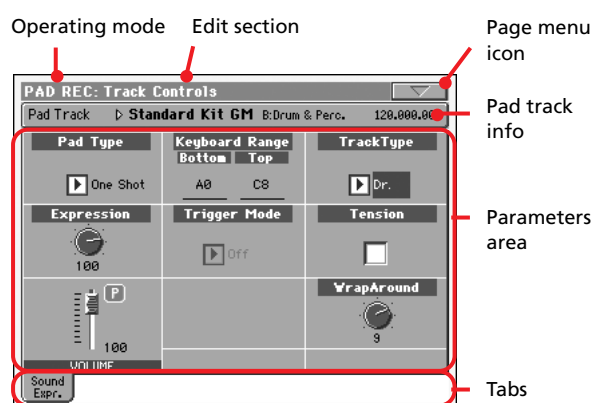 Operating mode Edit section Page menu icon
PAD REC: Track Controls
Pad Track Standard Kit GM B:Drum & Perc. 120.000.00
Pad track info
Pad Type Keyboard Range TrackType
Bottom Top
One Shot A0 C8 Dr.
Expression Trigger Mode Tension
Parameters area
100 Off
P WrapAround
100 9
VOLUME
Sound Expr.
Tabs